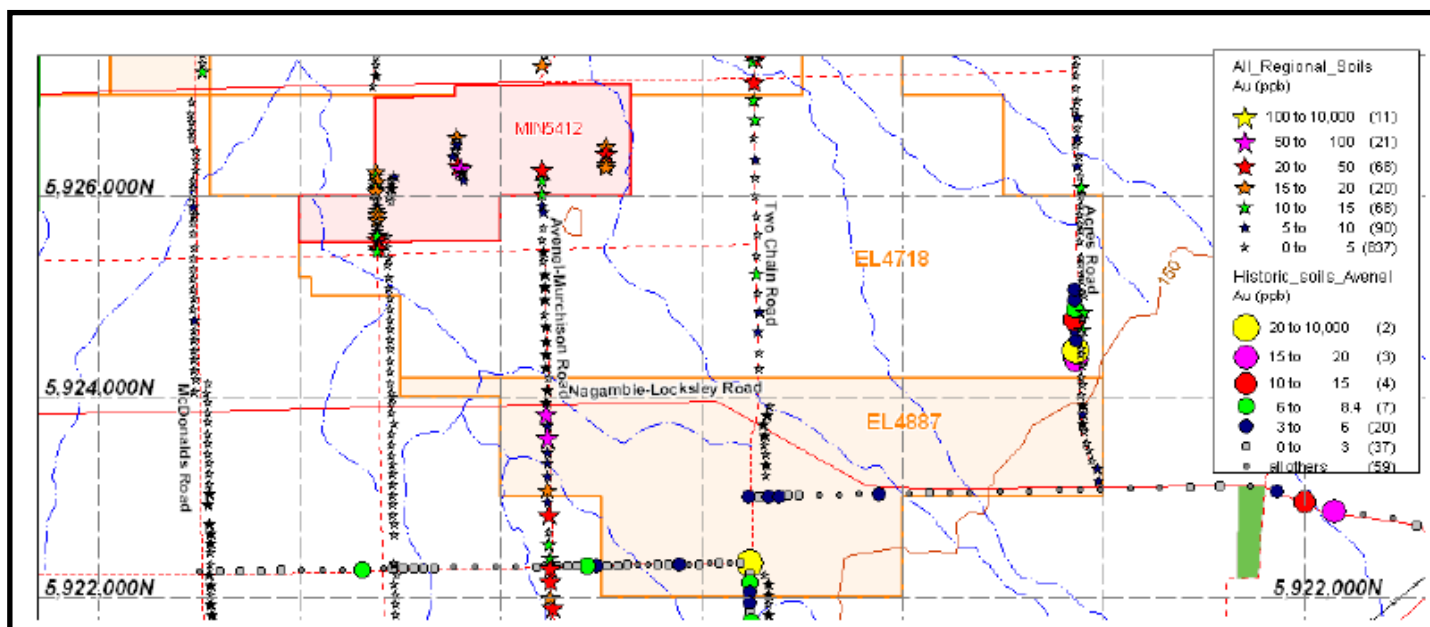 All_Regional_Soils
Au (ppb)
100 to 10,000 (11)
50 to 100 (21)
20 to 50 (66)
15 to 20 (20)
10 to 15 (66)
5 to 10 (90)
0 to 5 (837)
Historic_soils_Avenel
Au (ppb)
20 to 10,000 (2)
15 to 20 (3)
10 to 15 (4)
6 to 8.4 (7)
3 to 6 (20)
0 to 3 (37)
all others (59)
MIN5412
5,926.000N
Two Chain Road
Acres Road
Avenel-Murchison Road
EL4718
150
5,924.000N
McDonalds Road
Nagambie-Locksley Road
EL4887
5,922.000N
5,922.000N